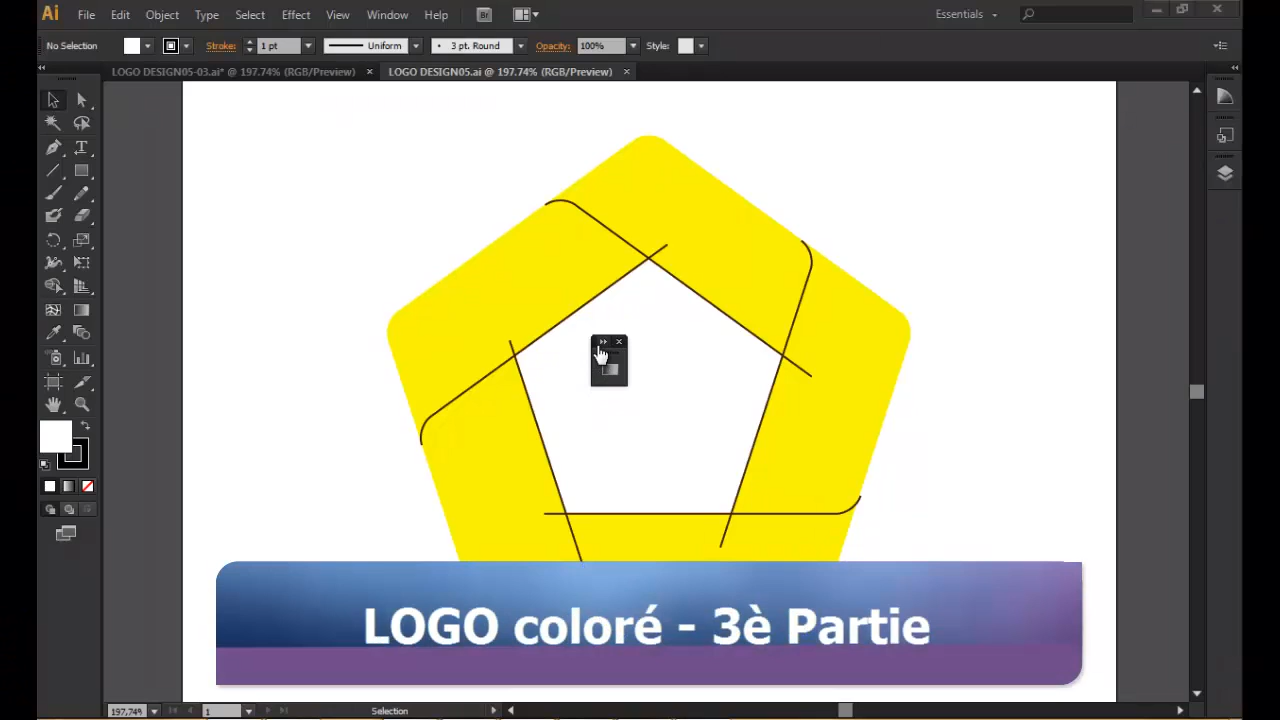 Ai File Edit Object Type Select Effect View Window Help Br Essentials
No Selection Stroke: 1 pt Uniform 3 pt. Round Opacity: 100% Style:
LOGO DESIGN05-03.ai* @ 197.74% (RGB/Preview) × LOGO DESIGN05.ai @ 197.74% (RGB/Preview) ×
LOGO coloré - 3è Partie
197,74% 1 Selection